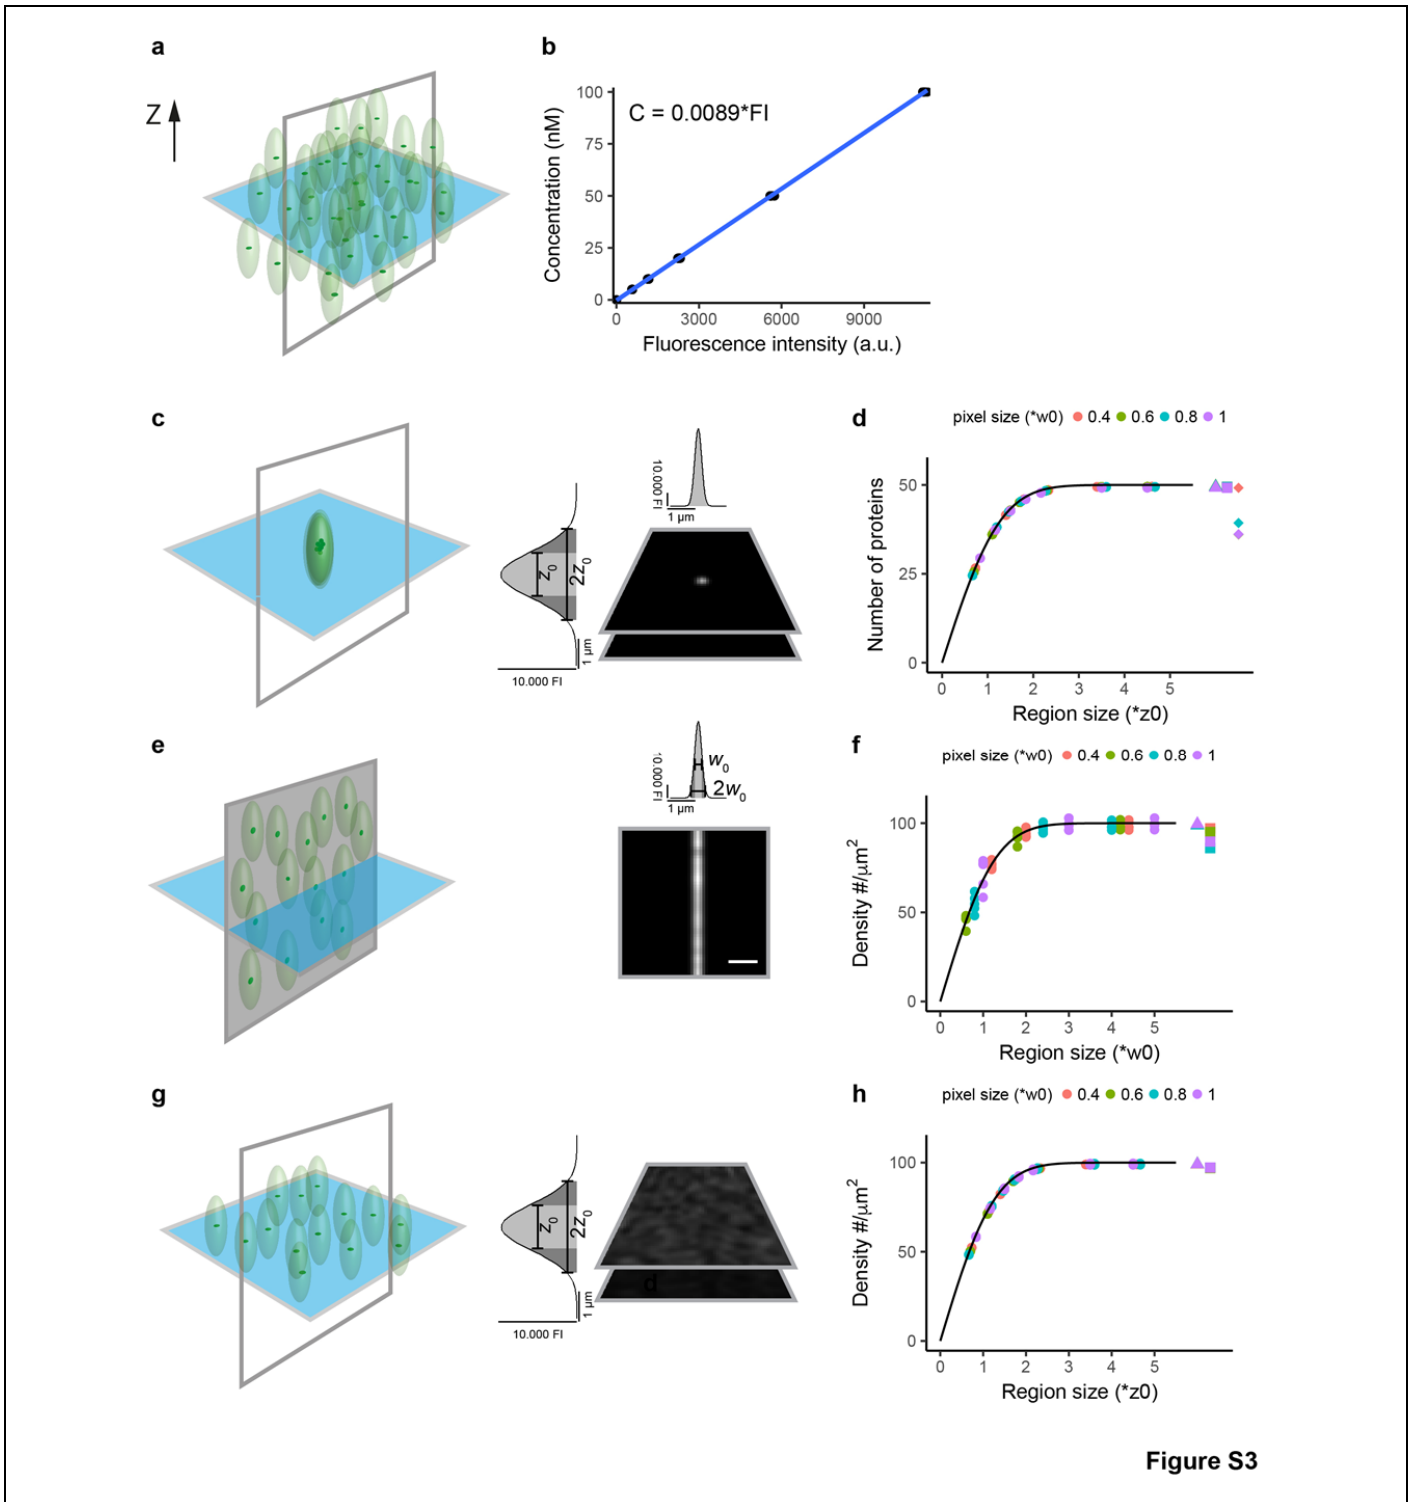 a
Z
b
C = 0.0089*FI
100
75
50
25
0
Concentration (nM)
0 3000 6000 9000
Fluorescence intensity (a.u.)
c
z0
2z0
1 µm
10.000 FI
10.000 FI
1 µm
d
pixel size (*w0) 0.4 0.6 0.8 1
50
25
0
Number of proteins
0 1 2 3 4 5
Region size (*z0)
e
10.000 FI
w0
2w0
1 µm
f
pixel size (*w0) 0.4 0.6 0.8 1
100
50
0
Density #/µm2
0 1 2 3 4 5
Region size (*w0)
g
z0
2z0
1 µm
10.000 FI
d
h
pixel size (*w0) 0.4 0.6 0.8 1
100
50
0
Density #/µm2
0 1 2 3 4 5
Region size (*z0)
Figure S3